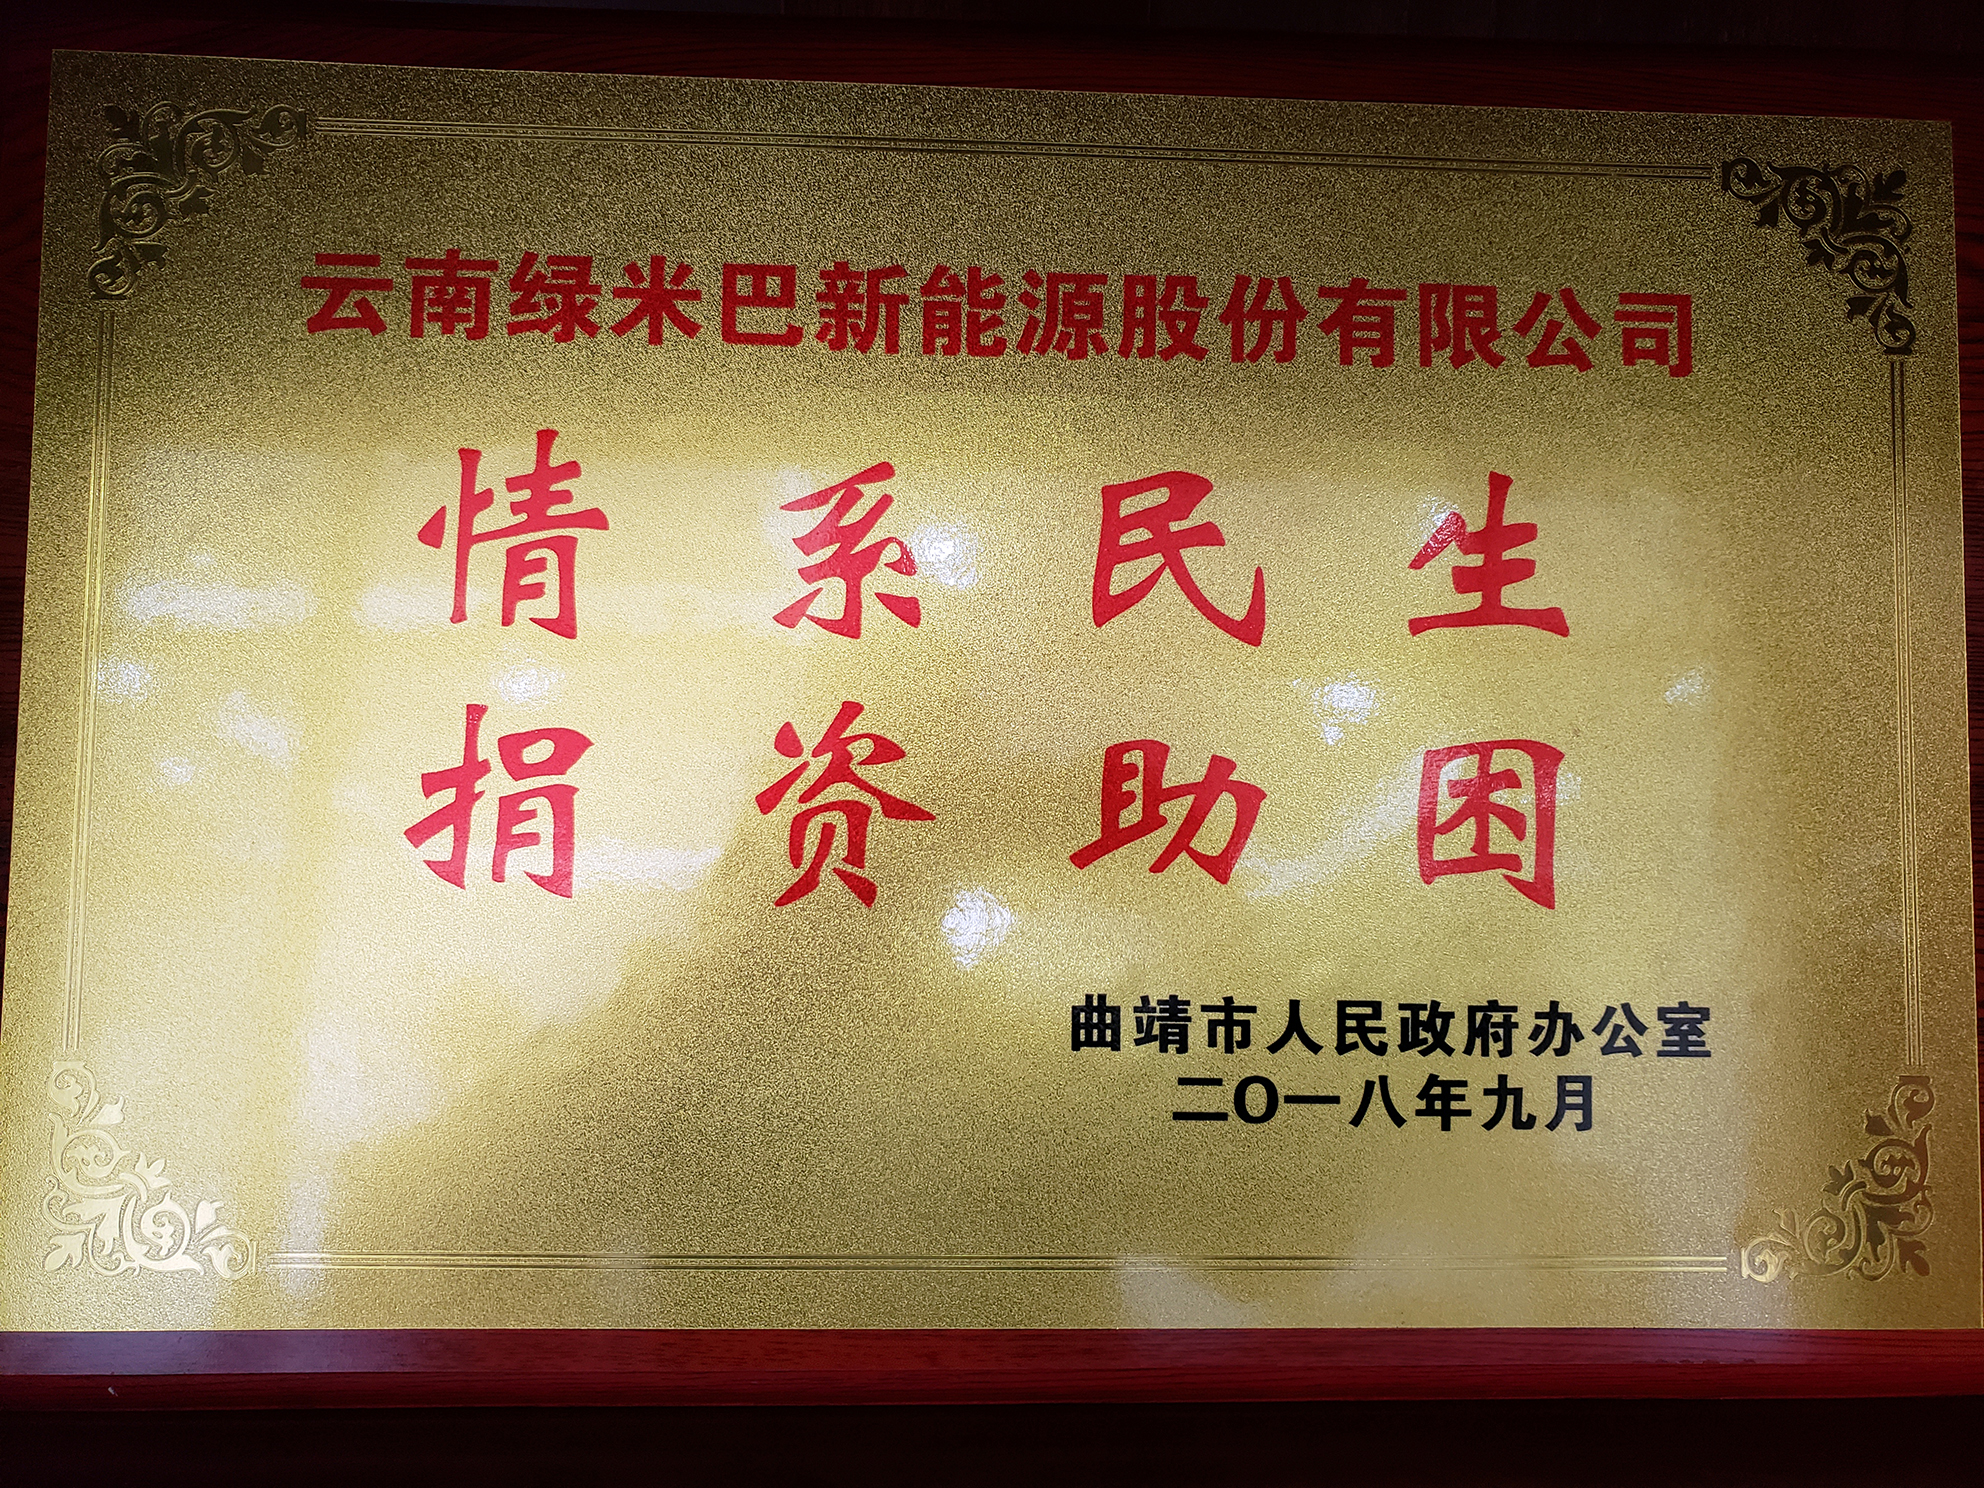 云南绿米巴新能源股份有限公司
情系民生
捐资助困
曲靖市人民政府办公室
二〇一八年九月